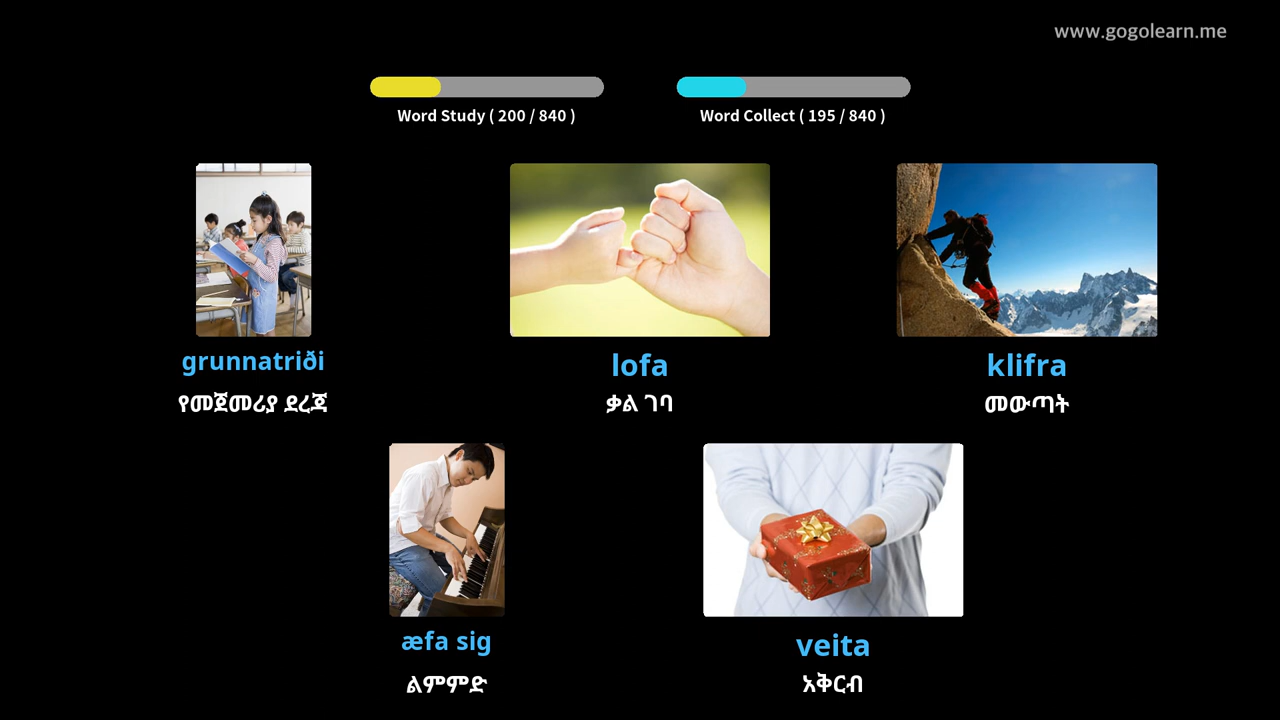 www.gogolearn.me
Word Study ( 200 / 840 )
Word Collect ( 195 / 840 )
grunnatriði
lofa
klifra
የመጀመሪያ ደረጃ
ቃል ገባ
መውጣት
æfa sig
veita
ልምምድ
አቅርብ